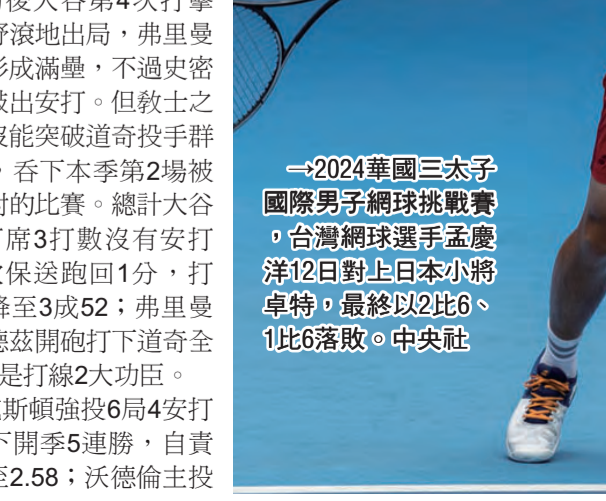 後大谷第4次打擊
滾地出局，弗里曼
形成滿壘，不過史密
敲出安打。但教士之
沒能突破道奇投手群
，吞下本季第2場被
封的比賽。總計大谷
席3打數沒有安打
保送跑回1分，打
降至3成52；弗里曼
德茲開砲打下道奇全
是打線2大功臣。
斯頓強投6局4安打
下開季5連勝，自責
至2.58；沃德倫主投
→2024華國三太子
國際男子網球挑戰賽
，台灣網球選手孟慶
洋12日對上日本小將
卓特，最終以2比6、
1比6落敗。中央社